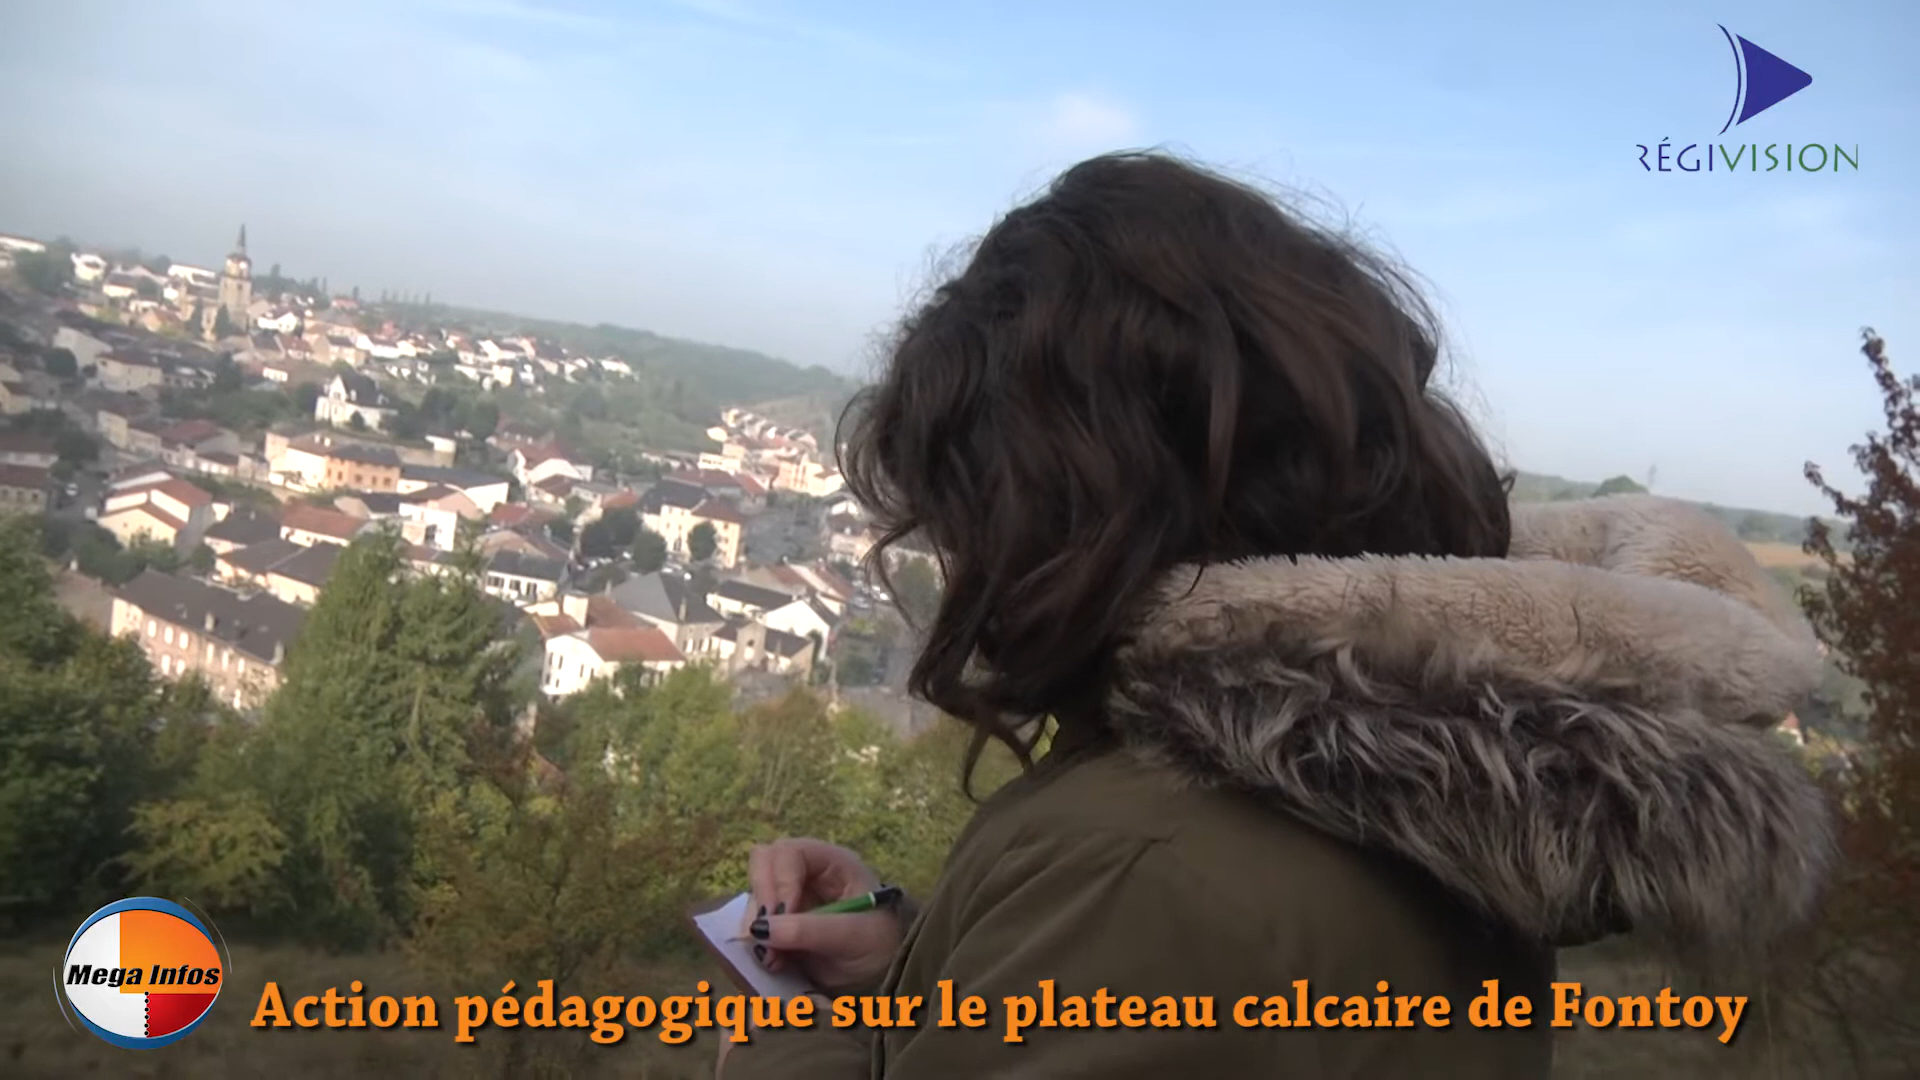 RÉGIVISION
Mega Infos
Action pédagogique sur le plateau calcaire de Fontoy